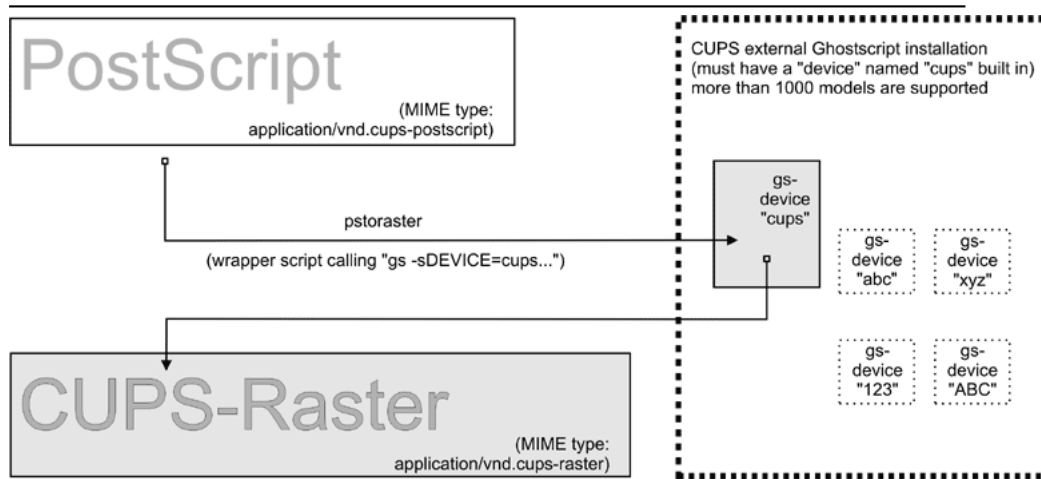 PostScript
(MIME type:
application/vnd.cups-postscript)
CUPS external Ghostscript installation
(must have a "device" named "cups" built in)
more than 1000 models are supported
gs-
device
"cups"
pstoraster
(wrapper script calling "gs -sDEVICE=cups...")
gs-
device
"abc"
gs-
device
"xyz"
gs-
device
"123"
gs-
device
"ABC"
CUPS-Raster
(MIME type:
application/vnd.cups-raster)